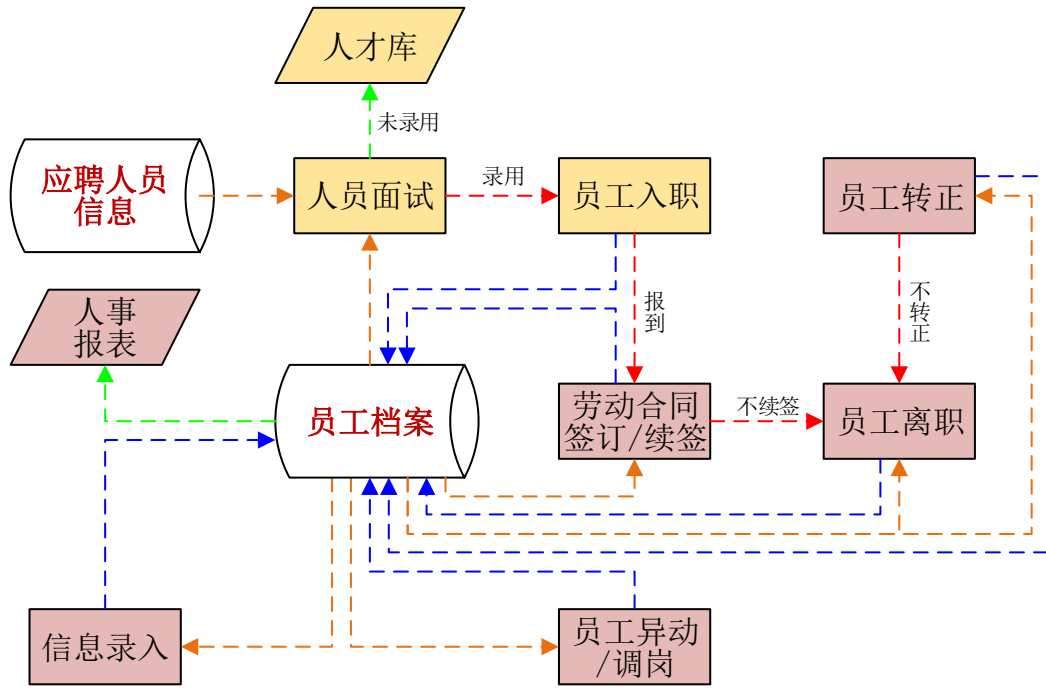 人才库
未录用
应聘人员
信息
人员面试
录用
员工入职
员工转正
人事
报表
报
到
不
转
正
员工档案
劳动合同
签订/续签
不续签
员工离职
信息录入
员工异动
/调岗